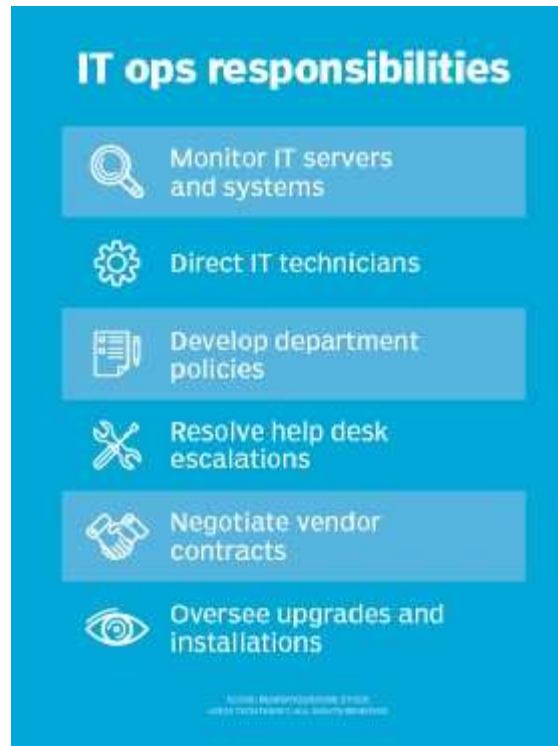 IT ops responsibilities
Monitor IT servers
and systems
Direct IT technicians
Develop department
policies
Resolve help desk
escalations
Negotiate vendor
contracts
Oversee upgrades and
installations